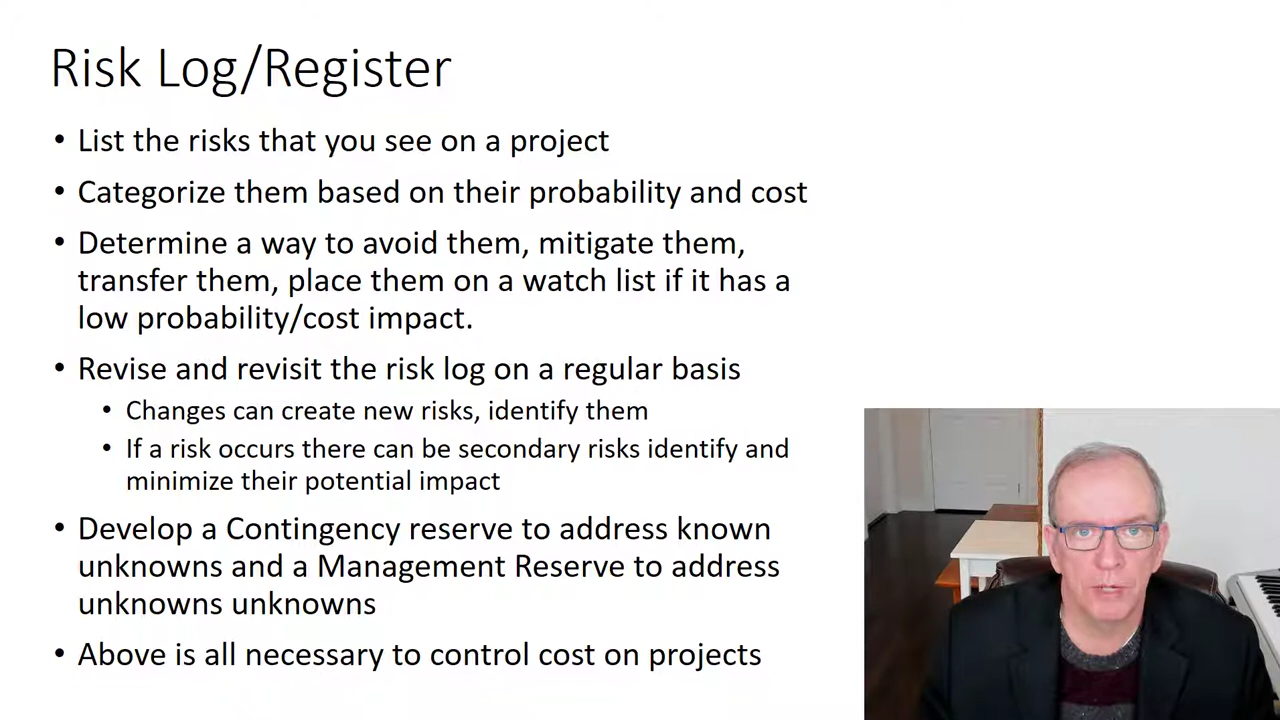 Risk Log/Register
• List the risks that you see on a project
• Categorize them based on their probability and cost
• Determine a way to avoid them, mitigate them,
transfer them, place them on a watch list if it has a
low probability/cost impact.
• Revise and revisit the risk log on a regular basis
• Changes can create new risks, identify them
• If a risk occurs there can be secondary risks identify and
minimize their potential impact
• Develop a Contingency reserve to address known
unknowns and a Management Reserve to address
unknowns unknowns
• Above is all necessary to control cost on projects